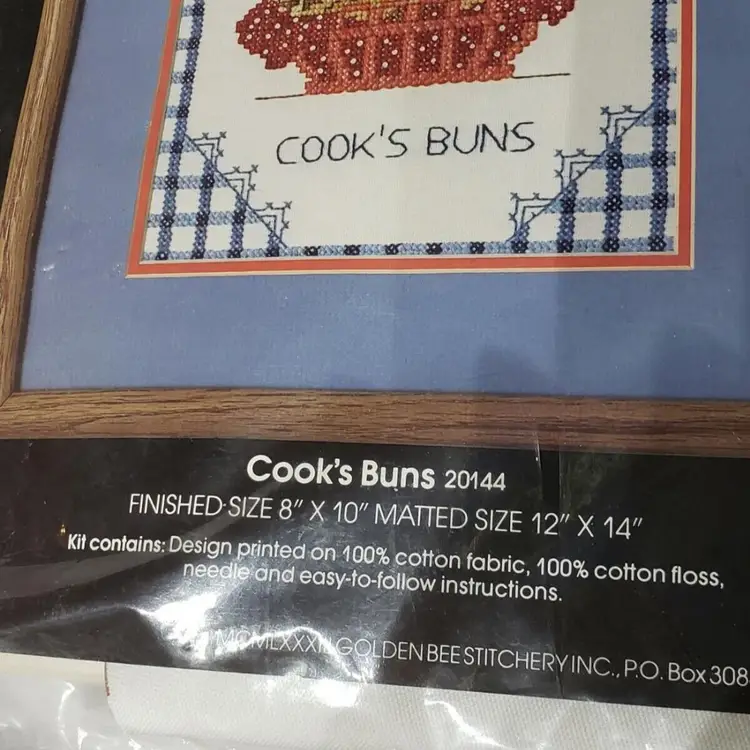 COOK'S BUNS
Cook's Buns 20144
FINISHED SIZE 8" X 10" MATTED SIZE 12" X 14"
Kit contains: Design printed on 100% cotton fabric, 100% cotton floss,
needle and easy-to-follow instructions.
GOLDEN BEE STITCHERY INC., P.O. Box 308